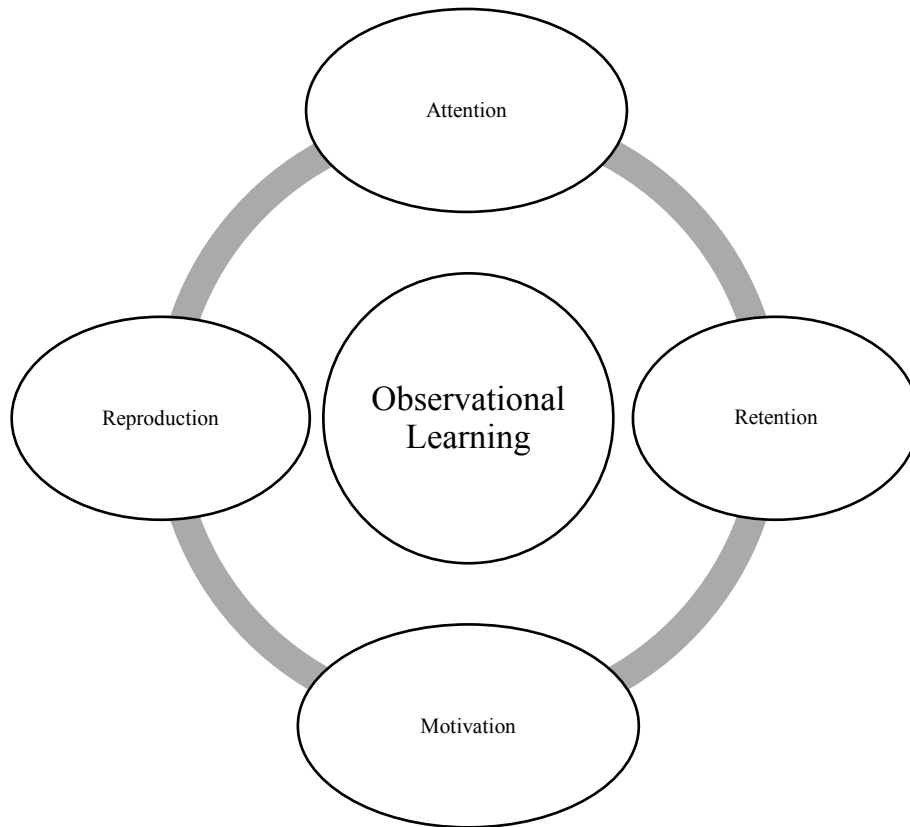 Attention
Reproduction
Observational
Learning
Retention
Motivation